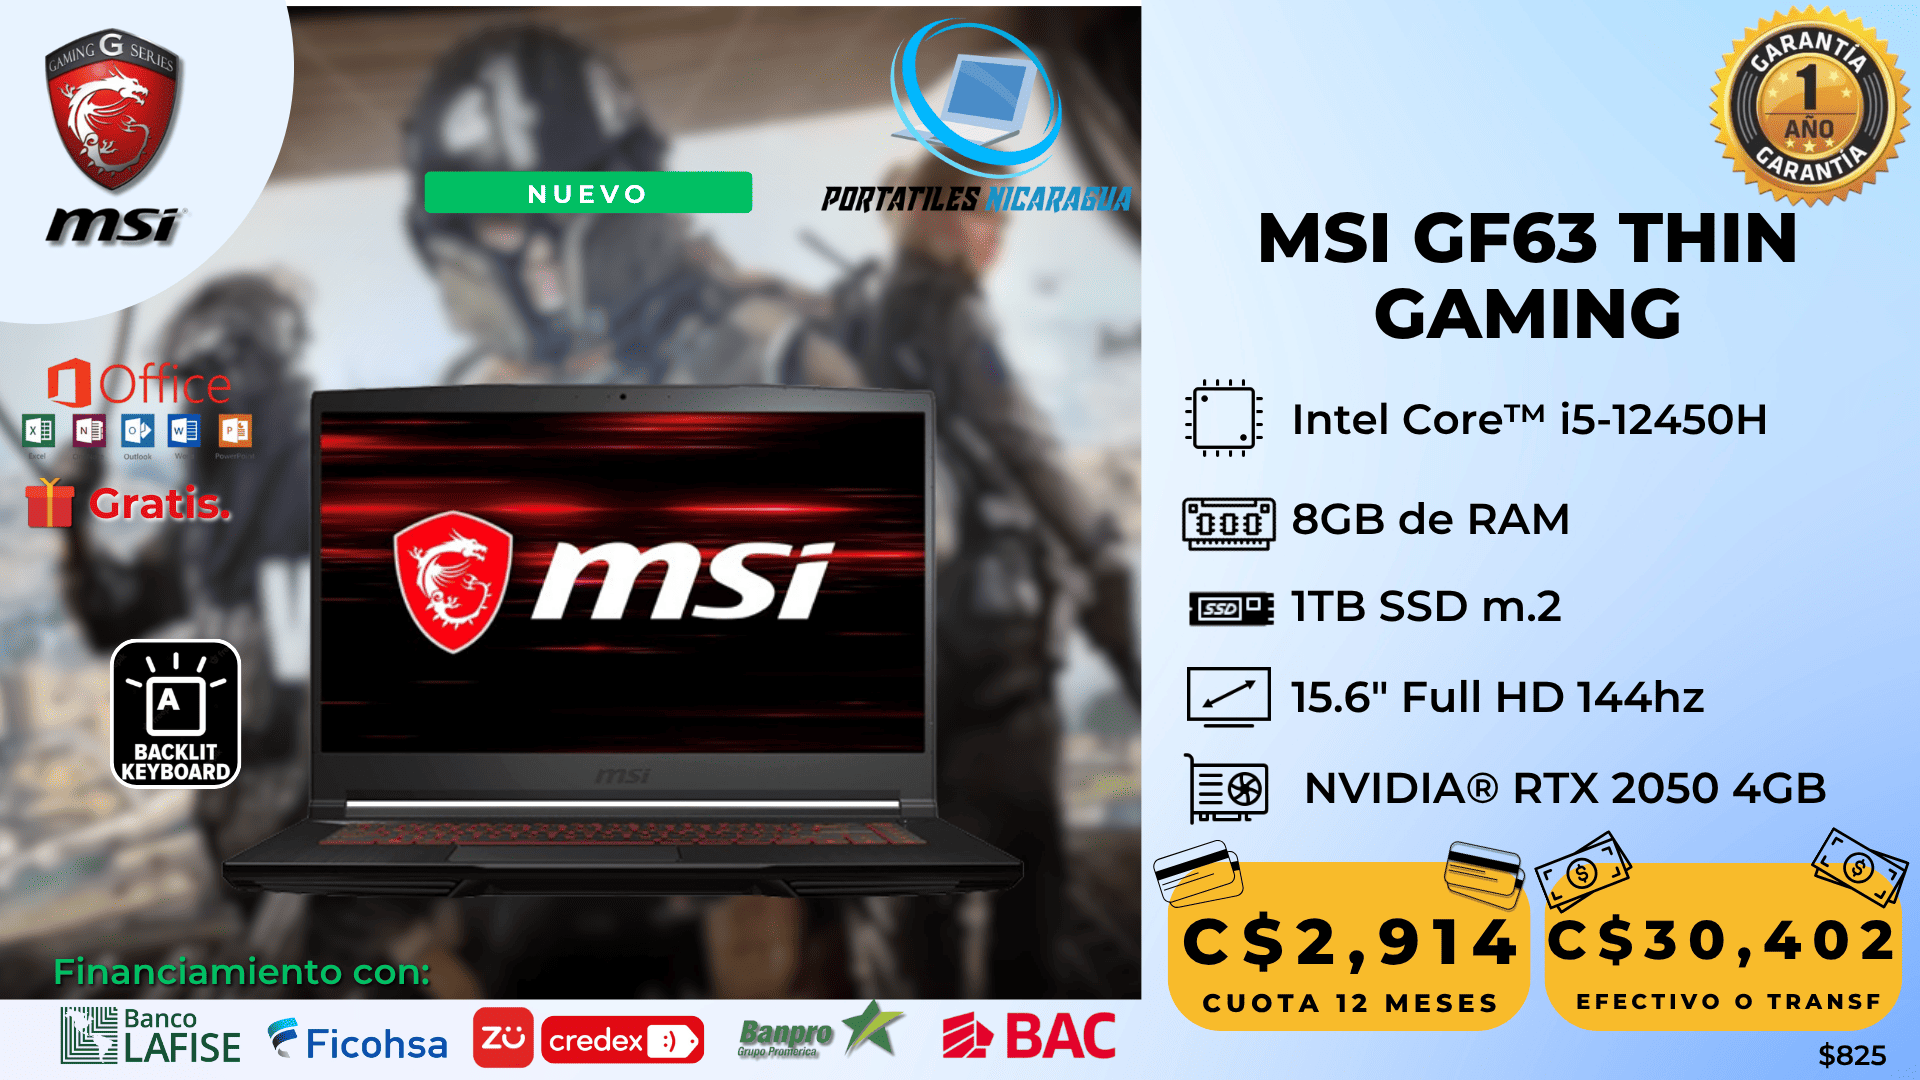 GAMING G SERIES
msi
NUEVO
PORTATILES NICARAGUA
GARANTÍA
1
AÑO
GARANTÍA
MSI GF63 THIN
GAMING
Office
Excel
Outlook
PowerPoint
Gratis.
A
BACKLIT
KEYBOARD
msi
msi
Intel Core™ i5-12450H
8GB de RAM
SSD
1TB SSD m.2
15.6" Full HD 144hz
NVIDIA® RTX 2050 4GB
C$2,914
CUOTA 12 MESES
C$30,402
EFECTIVO O TRANSF
$825
Financiamiento con:
Banco
LAFISE
Ficohsa
zü
credex
Banpro
Grupo Promerica
BAC